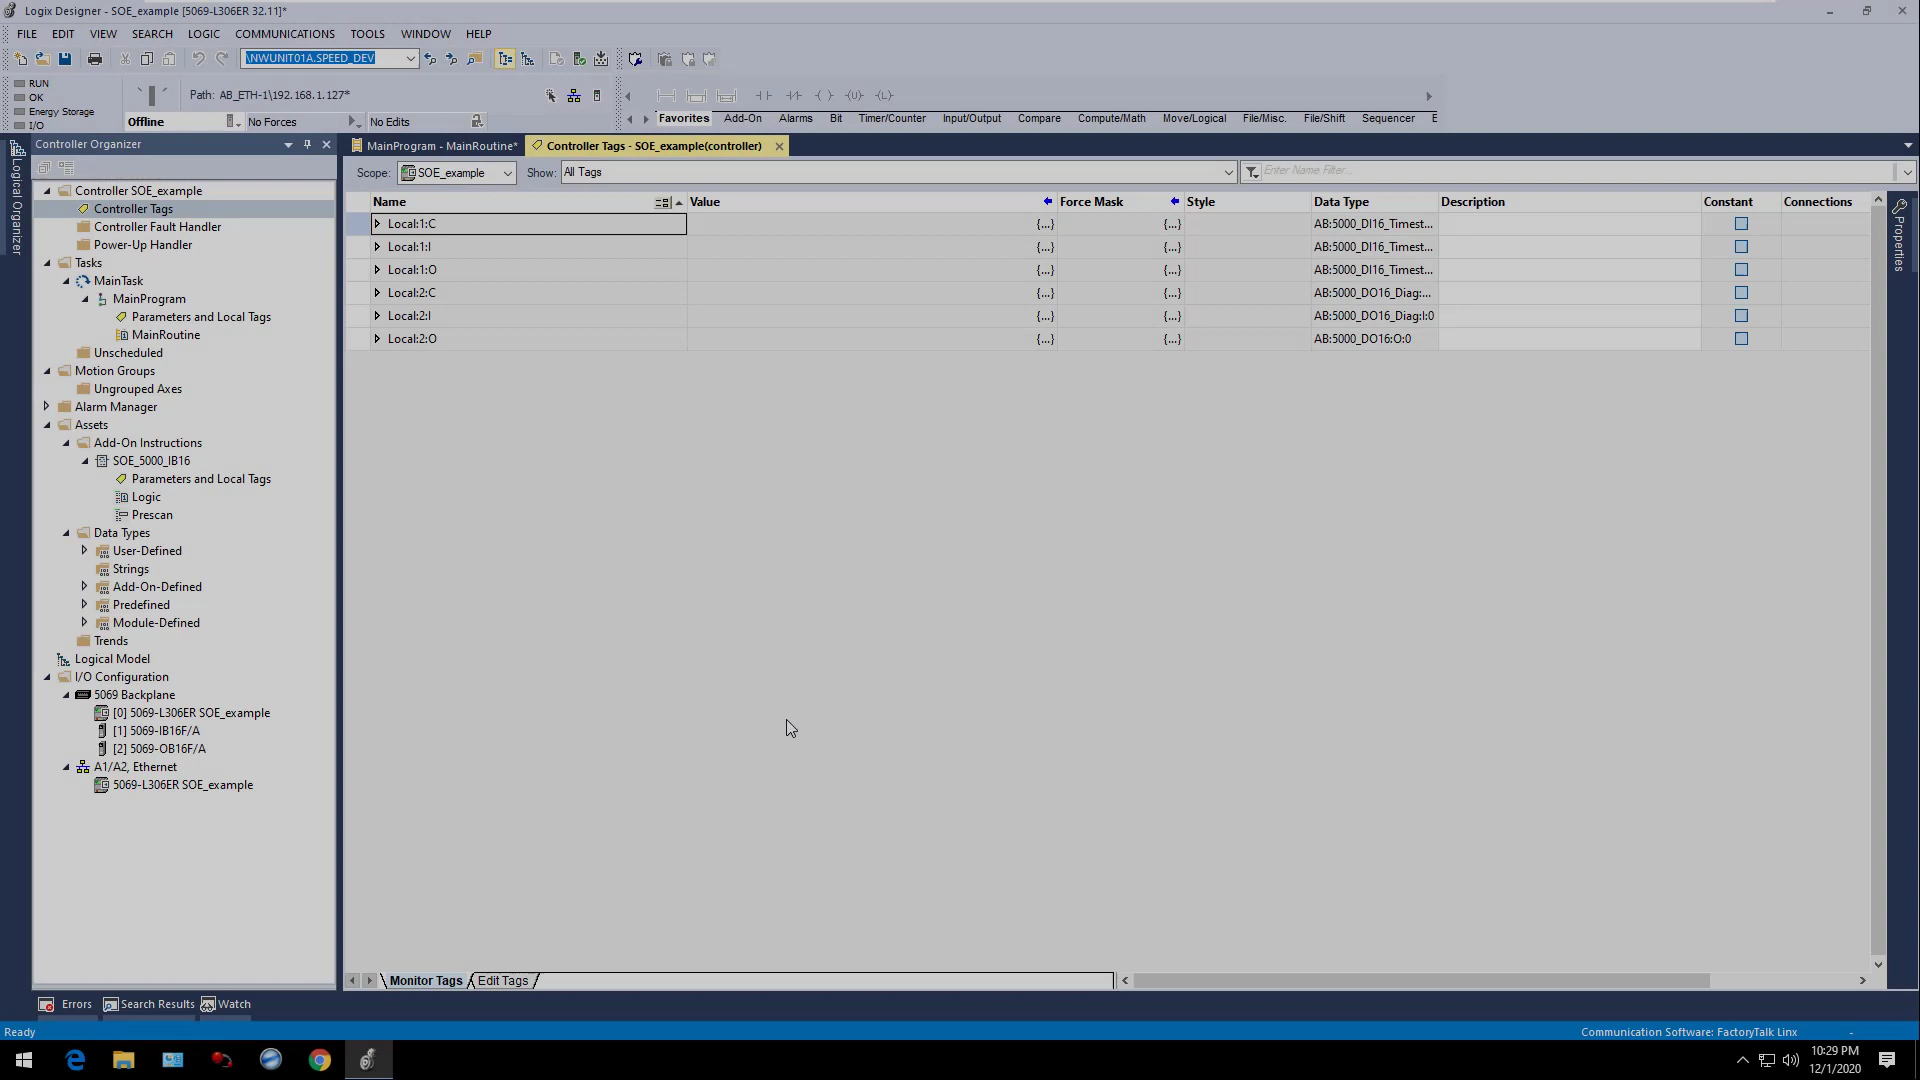 Logix Designer - SOE_example [5069-L306ER 32.11]*
FILE EDIT VIEW SEARCH LOGIC COMMUNICATIONS TOOLS WINDOW HELP
\NWUNIT01A.SPEED_DEV
RUN
OK
Energy Storage
I/O
Path: AB_ETH-1\192.168.1.127*
Offline No Forces No Edits
Favorites Add-On Alarms Bit Timer/Counter Input/Output Compare Compute/Math Move/Logical File/Misc. File/Shift Sequencer E
Logical Organizer
Controller Organizer
Controller SOE_example
Controller Tags
Controller Fault Handler
Power-Up Handler
Tasks
MainTask
MainProgram
Parameters and Local Tags
MainRoutine
Unscheduled
Motion Groups
Ungrouped Axes
Alarm Manager
Assets
Add-On Instructions
SOE_5000_IB16
Parameters and Local Tags
Logic
Prescan
Data Types
User-Defined
Strings
Add-On-Defined
Predefined
Module-Defined
Trends
Logical Model
I/O Configuration
5069 Backplane
[0] 5069-L306ER SOE_example
[1] 5069-IB16F/A
[2] 5069-OB16F/A
A1/A2, Ethernet
5069-L306ER SOE_example
MainProgram - MainRoutine* Controller Tags - SOE_example(controller)
Scope: SOE_example Show: All Tags Enter Name Filter...
Name Value Force Mask Style Data Type Description Constant Connections
Local:1:C {...} {...} AB:5000_DI16_Timest...
Local:1:I {...} {...} AB:5000_DI16_Timest...
Local:1:O {...} {...} AB:5000_DI16_Timest...
Local:2:C {...} {...} AB:5000_DO16_Diag:...
Local:2:I {...} {...} AB:5000_DO16_Diag:I:0
Local:2:O {...} {...} AB:5000_DO16:O:0
Properties
Monitor Tags Edit Tags
Errors Search Results Watch
Ready Communication Software: FactoryTalk Linx -
10:29 PM
12/1/2020